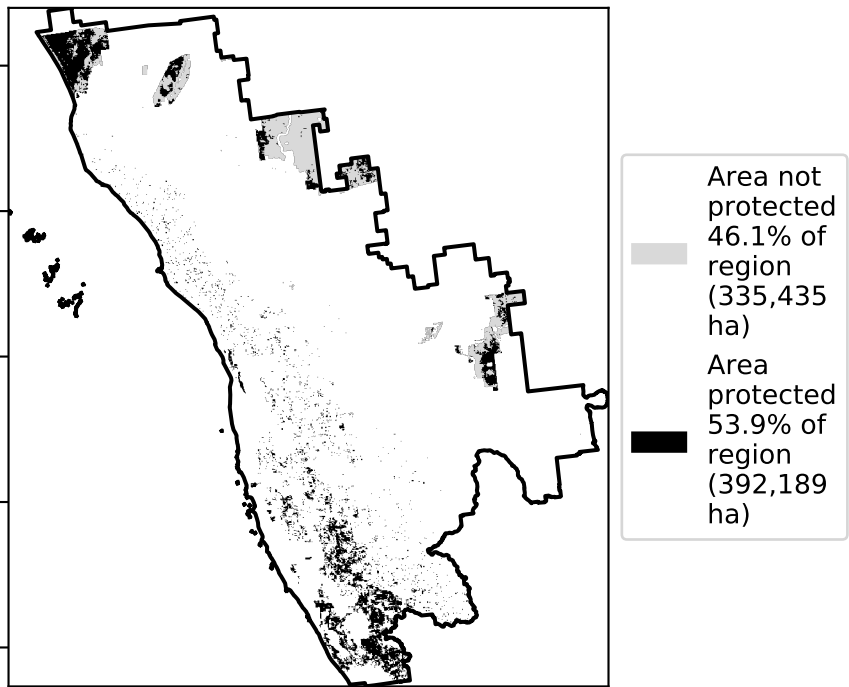 Area not
protected
46.1% of
region
(335,435
ha)
Area
protected
53.9% of
region
(392,189
ha)